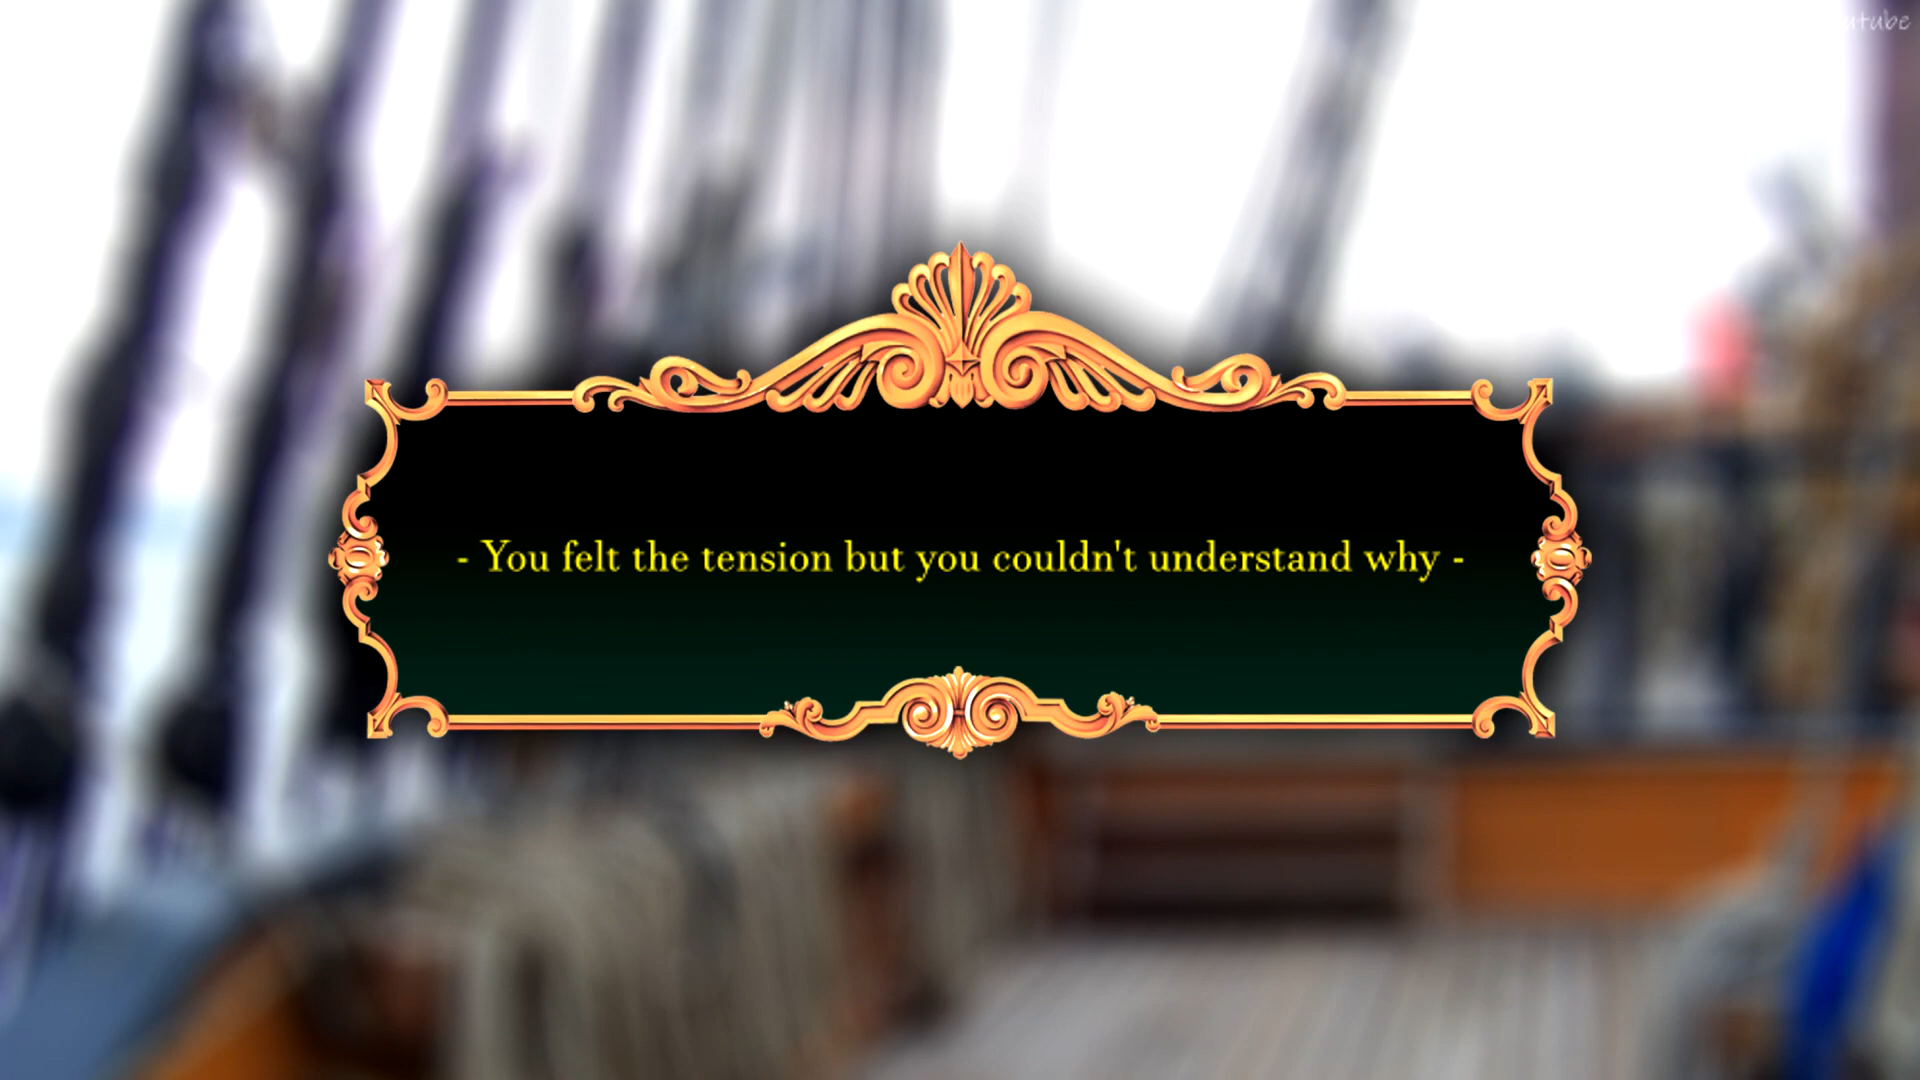 - You felt the tension but you couldn't understand why -